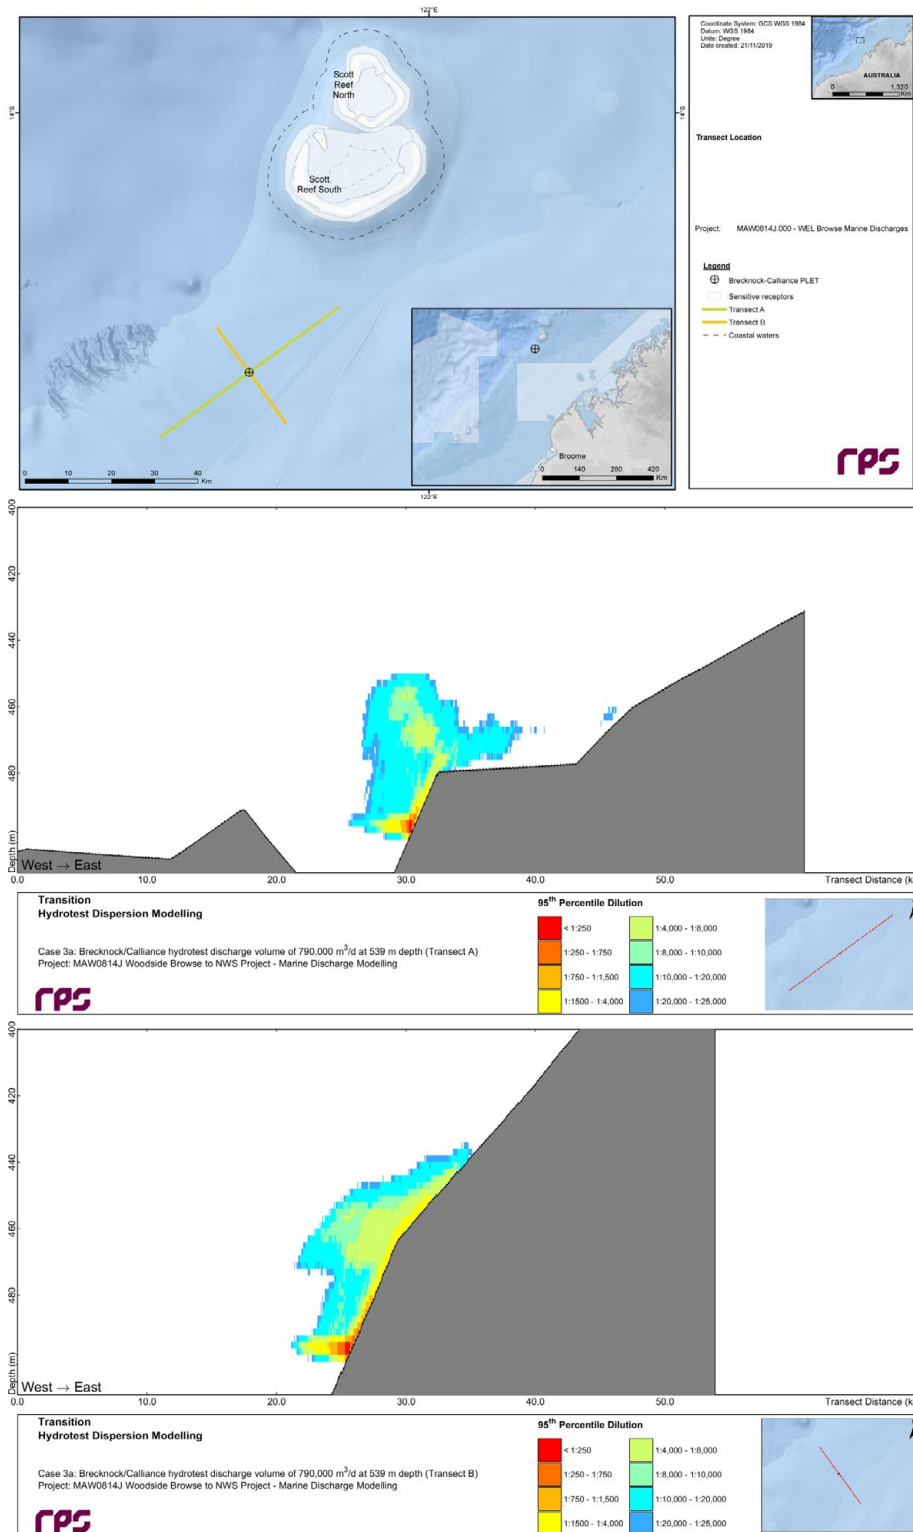 122°E
Coordinate System: GCS WGS 1984
Datum: WGS 1984
Units: Degree
Date created: 21/11/2019
AUSTRALIA
0 1,320
Km
Scott
Reef
North
14°S
14°S
Scott
Reef South
Transect Location
Project: MAW0814J.000 - WEL Browse Marine Discharges
Legend
Brecknock-Calliance PLET
Sensitive receptors
Transect A
Transect B
Coastal waters
Broome
0 140 280 420
Km
0 10 20 30 40
Km
rps
122°E
400
420
440
460
480
Depth (m)
West → East
0.0 10.0 20.0 30.0 40.0 50.0 Transect Distance (k
Transition
Hydrotest Dispersion Modelling
Case 3a: Brecknock/Calliance hydrotest discharge volume of 790,000 m³/d at 539 m depth (Transect A)
Project: MAW0814J Woodside Browse to NWS Project - Marine Discharge Modelling
rps
95th Percentile Dilution
< 1:250 1:4,000 - 1:8,000
1:250 - 1:750 1:8,000 - 1:10,000
1:750 - 1:1,500 1:10,000 - 1:20,000
1:1500 - 1:4,000 1:20,000 - 1:25,000
400
420
440
460
480
Depth (m)
West → East
0.0 10.0 20.0 30.0 40.0 50.0 Transect Distance (k
Transition
Hydrotest Dispersion Modelling
Case 3a: Brecknock/Calliance hydrotest discharge volume of 790,000 m³/d at 539 m depth (Transect B)
Project: MAW0814J Woodside Browse to NWS Project - Marine Discharge Modelling
rps
95th Percentile Dilution
< 1:250 1:4,000 - 1:8,000
1:250 - 1:750 1:8,000 - 1:10,000
1:750 - 1:1,500 1:10,000 - 1:20,000
1:1500 - 1:4,000 1:20,000 - 1:25,000